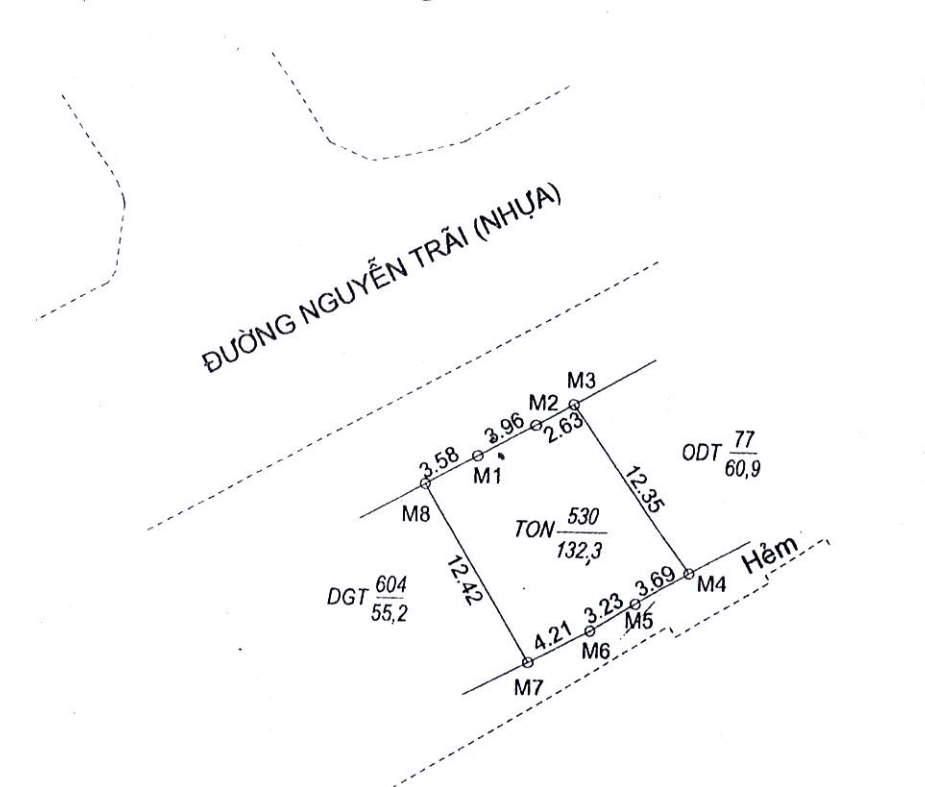 ĐƯỜNG NGUYỄN TRÃI (NHỰA)
M3
M2
3.96
2.63
3.58
M1
M8
ODT 77
60,9
12.35
TON 530
132,3
Hẻm
12.42
DGT 604
55,2
3.69
M4
3.23
M5
4.21
M6
M7